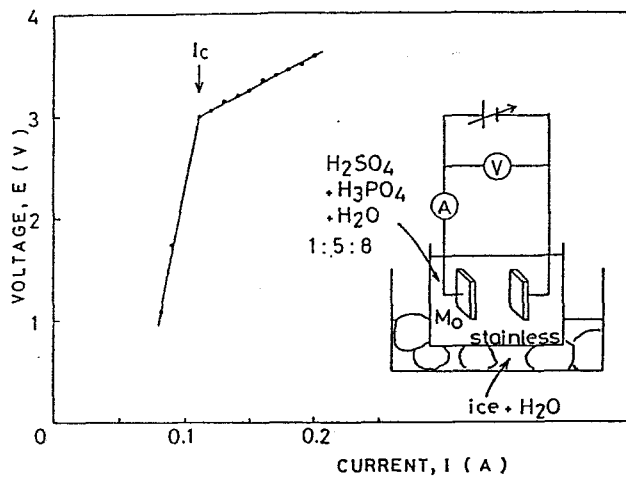 4
3
2
1
0
0.1
0.2
VOLTAGE, E (V)
CURRENT, I (A)
Ic
H2SO4
+ H3PO4
+ H2O
1:5:8
V
A
Mo
stainless
ice + H2O